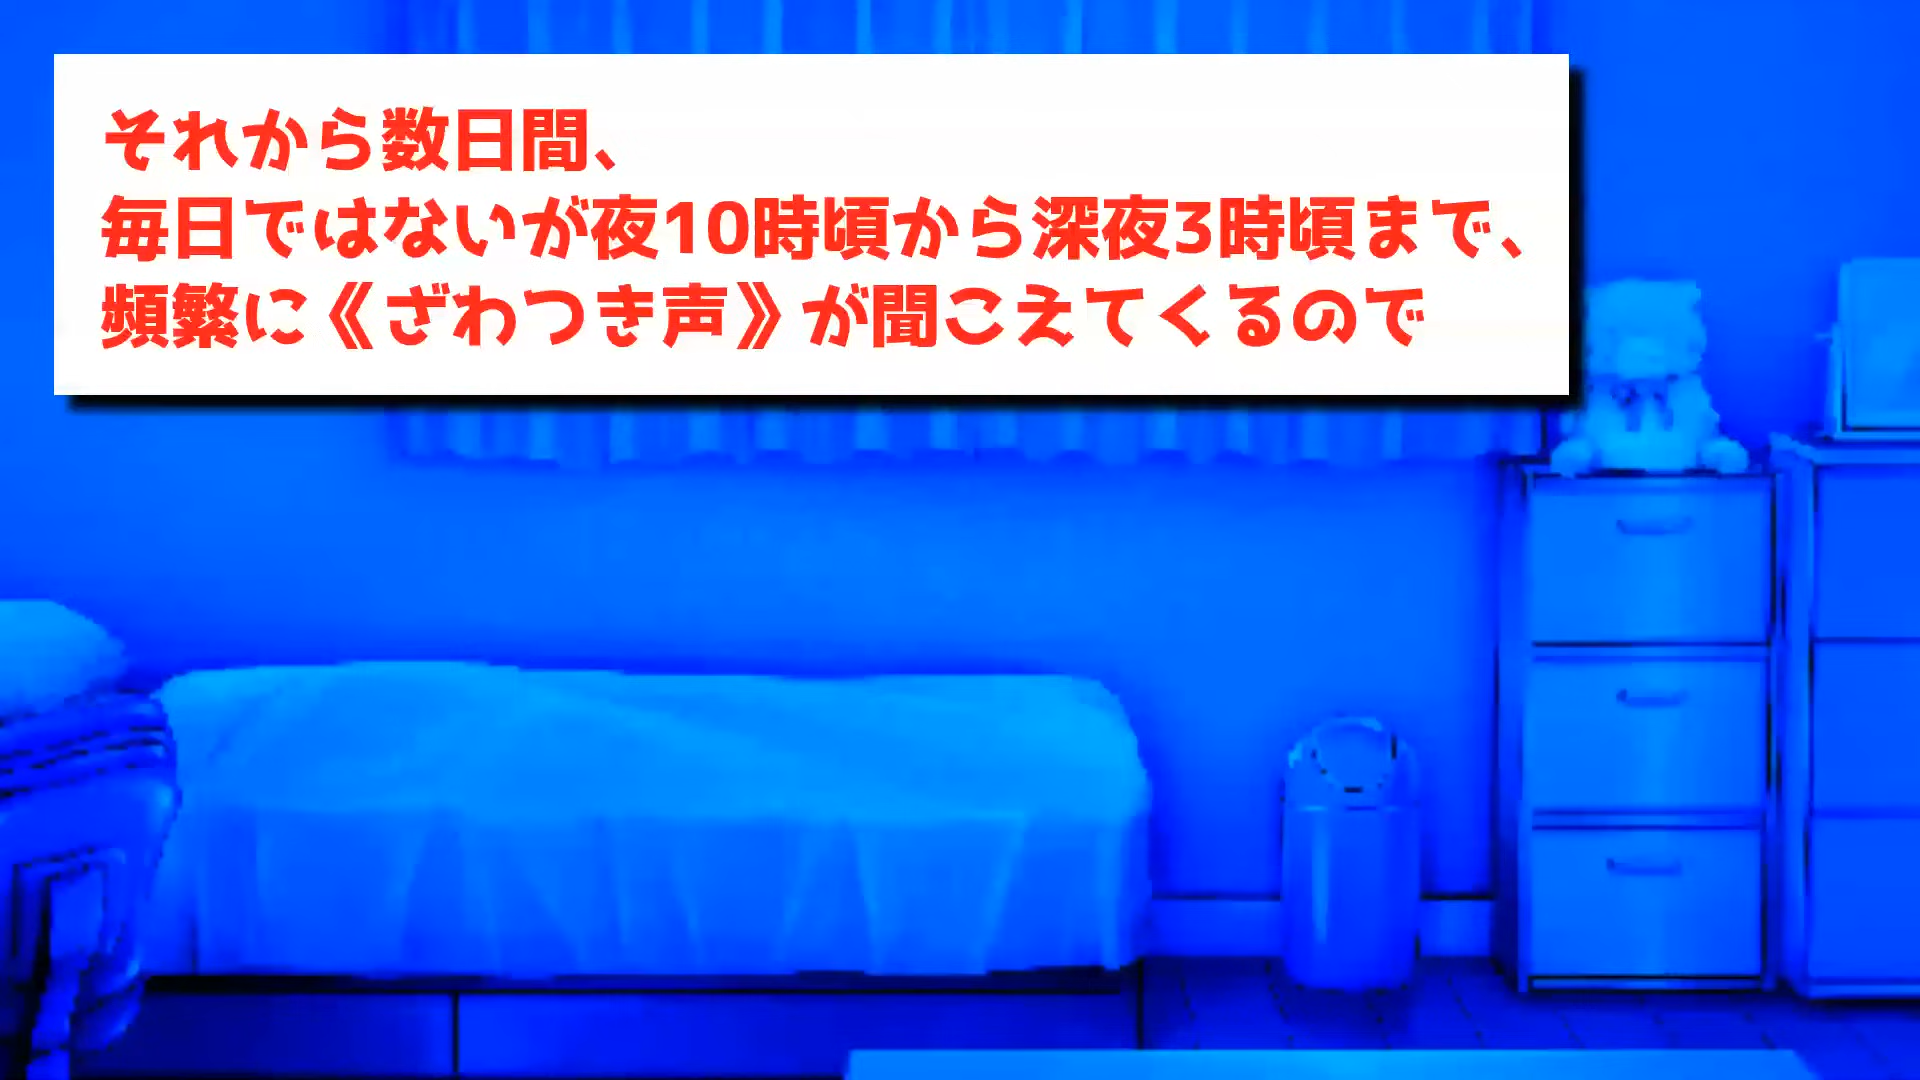 それから数日間、
毎日ではないが夜10時頃から深夜3時頃まで、
頻繁に《ざわつき声》が聞こえてくるので